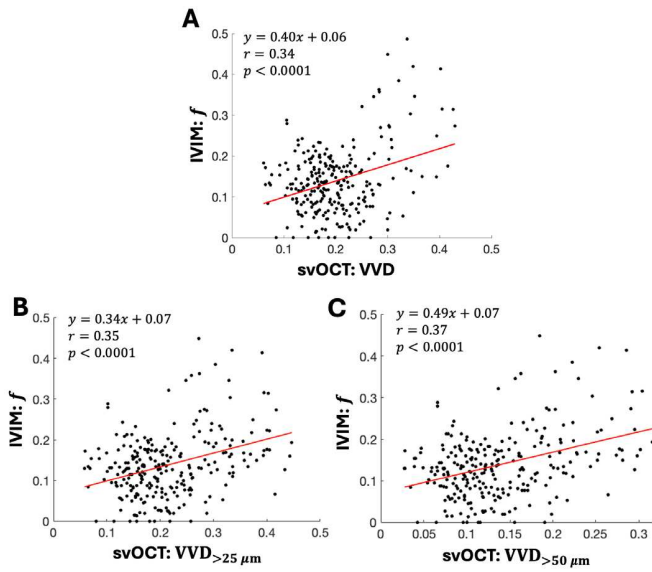 A
y = 0.40x + 0.06
r = 0.34
p < 0.0001
IVIM: f
0.5
0.4
0.3
0.2
0.1
0
0 0.1 0.2 0.3 0.4 0.5
svOCT: VVD
B
y = 0.34x + 0.07
r = 0.35
p < 0.0001
IVIM: f
0.5
0.4
0.3
0.2
0.1
0
0 0.1 0.2 0.3 0.4 0.5
svOCT: VVD>25 μm
C
y = 0.49x + 0.07
r = 0.37
p < 0.0001
IVIM: f
0.5
0.4
0.3
0.2
0.1
0
0 0.05 0.1 0.15 0.2 0.25 0.3
svOCT: VVD>50 μm